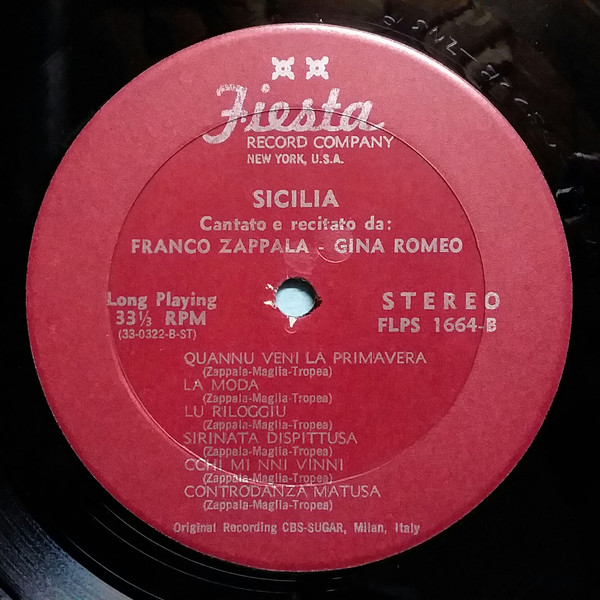 Fiesta
RECORD COMPANY
NEW YORK, U.S.A.
SICILIA
Cantato e recitato da:
FRANCO ZAPPALA - GINA ROMEO
Long Playing
33⅓ RPM
(33-0322-B-ST)
STEREO
FLPS 1664-B
QUANNU VENI LA PRIMAVERA
(Zappala-Maglia-Tropea)
LA MODA
(Zappala-Maglia-Tropea)
LU RILOGGIU
(Zappala-Maglia-Tropea)
SIRINATA DISPITTUSA
(Zappala-Maglia-Tropea)
CCHI MI NNI VINNI
(Zappala-Maglia-Tropea)
CONTRODANZA MATUSA
(Zappala-Maglia-Tropea)
Original Recording CBS-SUGAR, Milan, Italy